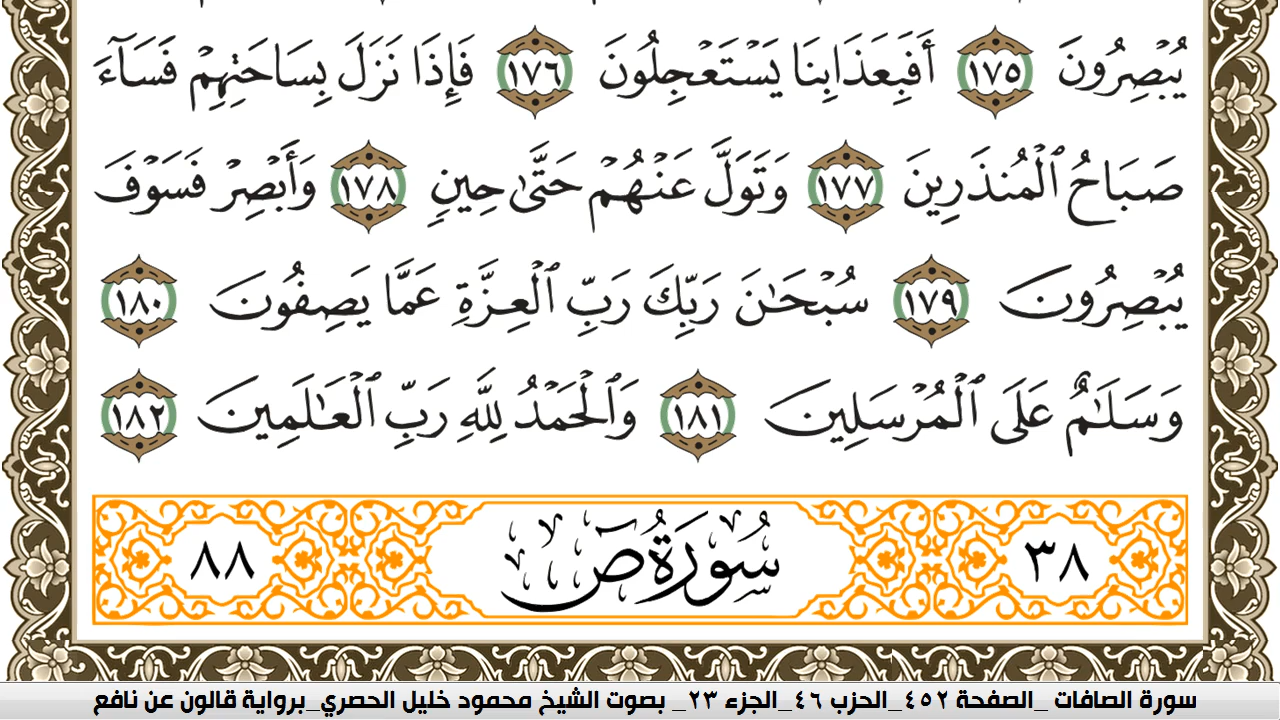 يُبْصِرُونَ ١٧٥ أَفَبِعَذَابِنَا يَسْتَعْجِلُونَ ١٧٦ فَإِذَا نَزَلَ بِسَاحَتِهِمْ فَسَآءَ
صَبَاحُ ٱلْمُنذَرِينَ ١٧٧ وَتَوَلَّ عَنْهُمْ حَتَّىٰ حِينٍ ١٧٨ وَأَبْصِرْ فَسَوْفَ
يُبْصِرُونَ ١٧٩ سُبْحَٰنَ رَبِّكَ رَبِّ ٱلْعِزَّةِ عَمَّا يَصِفُونَ ١٨٠
وَسَلَٰمٌ عَلَى ٱلْمُرْسَلِينَ ١٨١ وَٱلْحَمْدُ لِلَّهِ رَبِّ ٱلْعَٰلَمِينَ ١٨٢
٣٨ سُورَةُ صٓ ٨٨
سورة الصافات _الصفحة ٤٥٢_الحزب ٤٦_الجزء ٢٣_ بصوت الشيخ محمود خليل الحصري_برواية قالون عن نافع